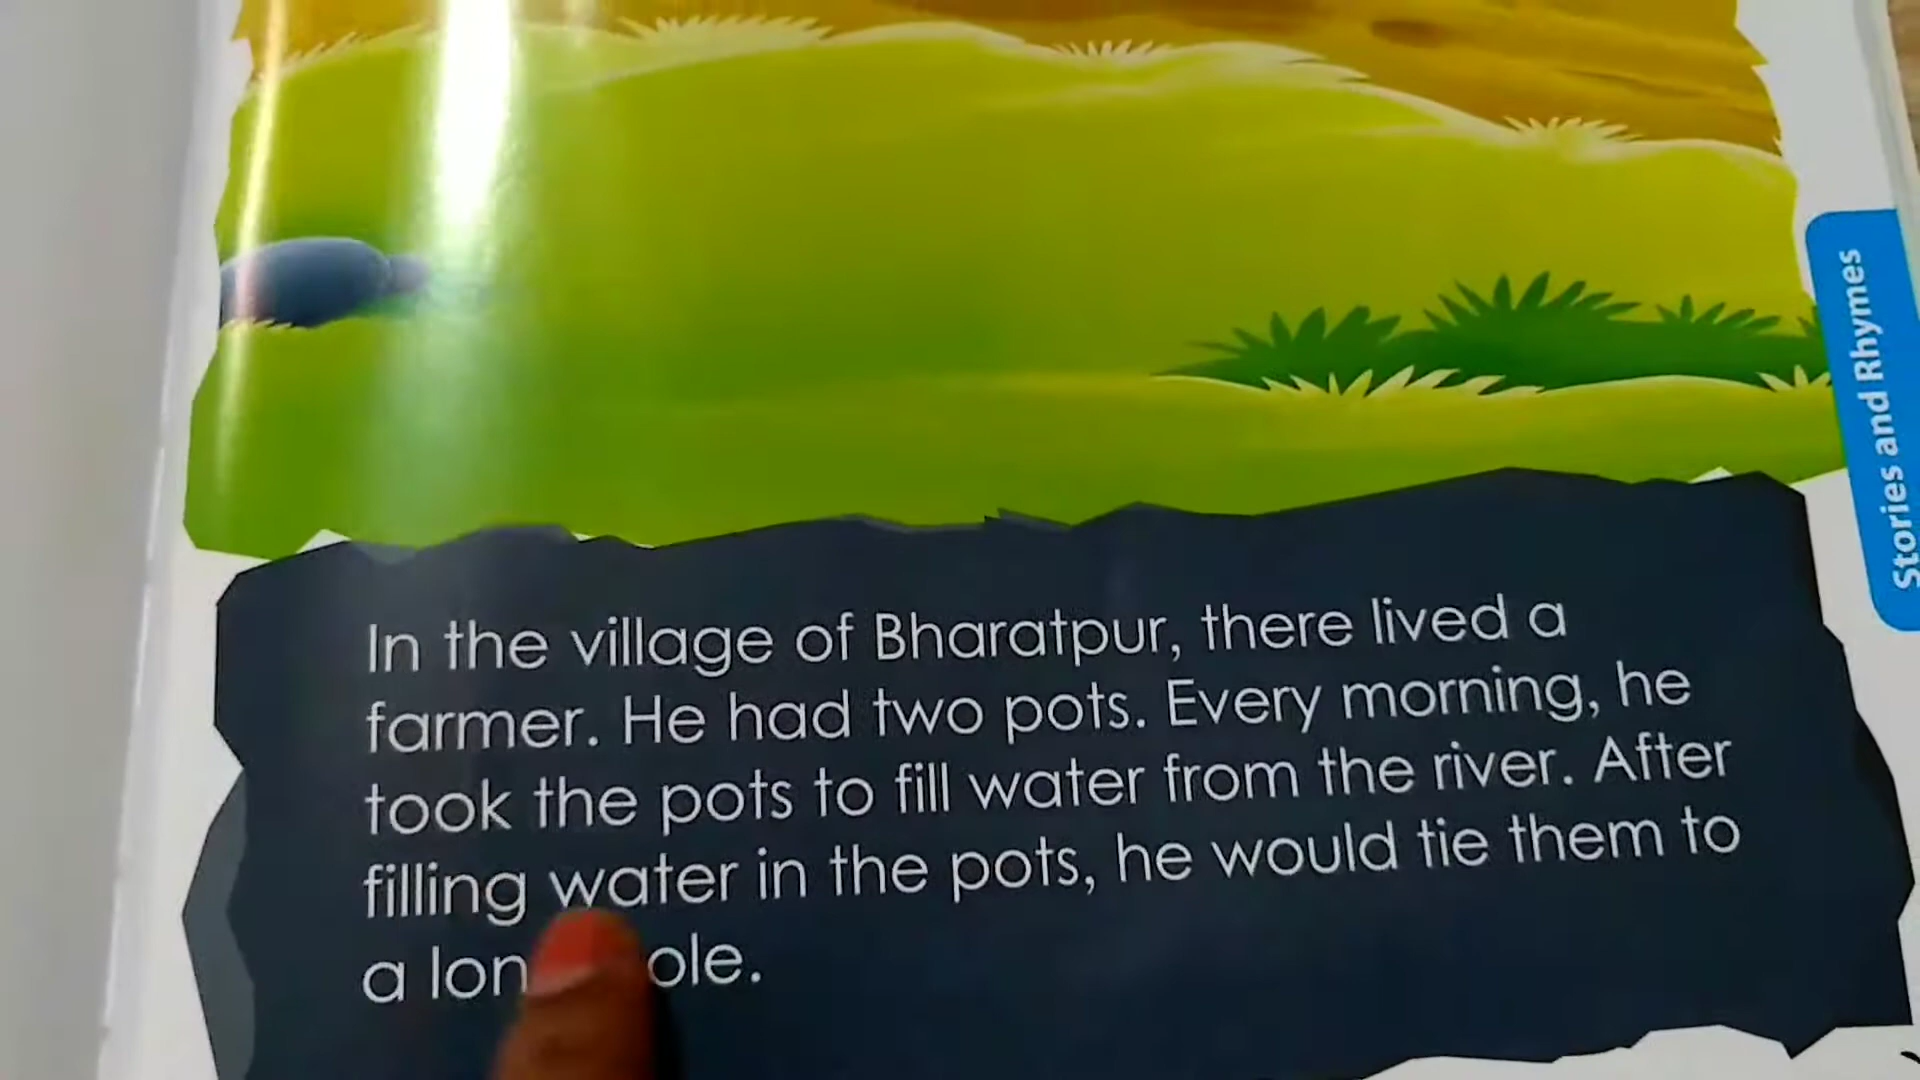 In the village of Bharatpur, there lived a
farmer. He had two pots. Every morning, he
took the pots to fill water from the river. After
filling water in the pots, he would tie them to
a
Stories and Rhymes